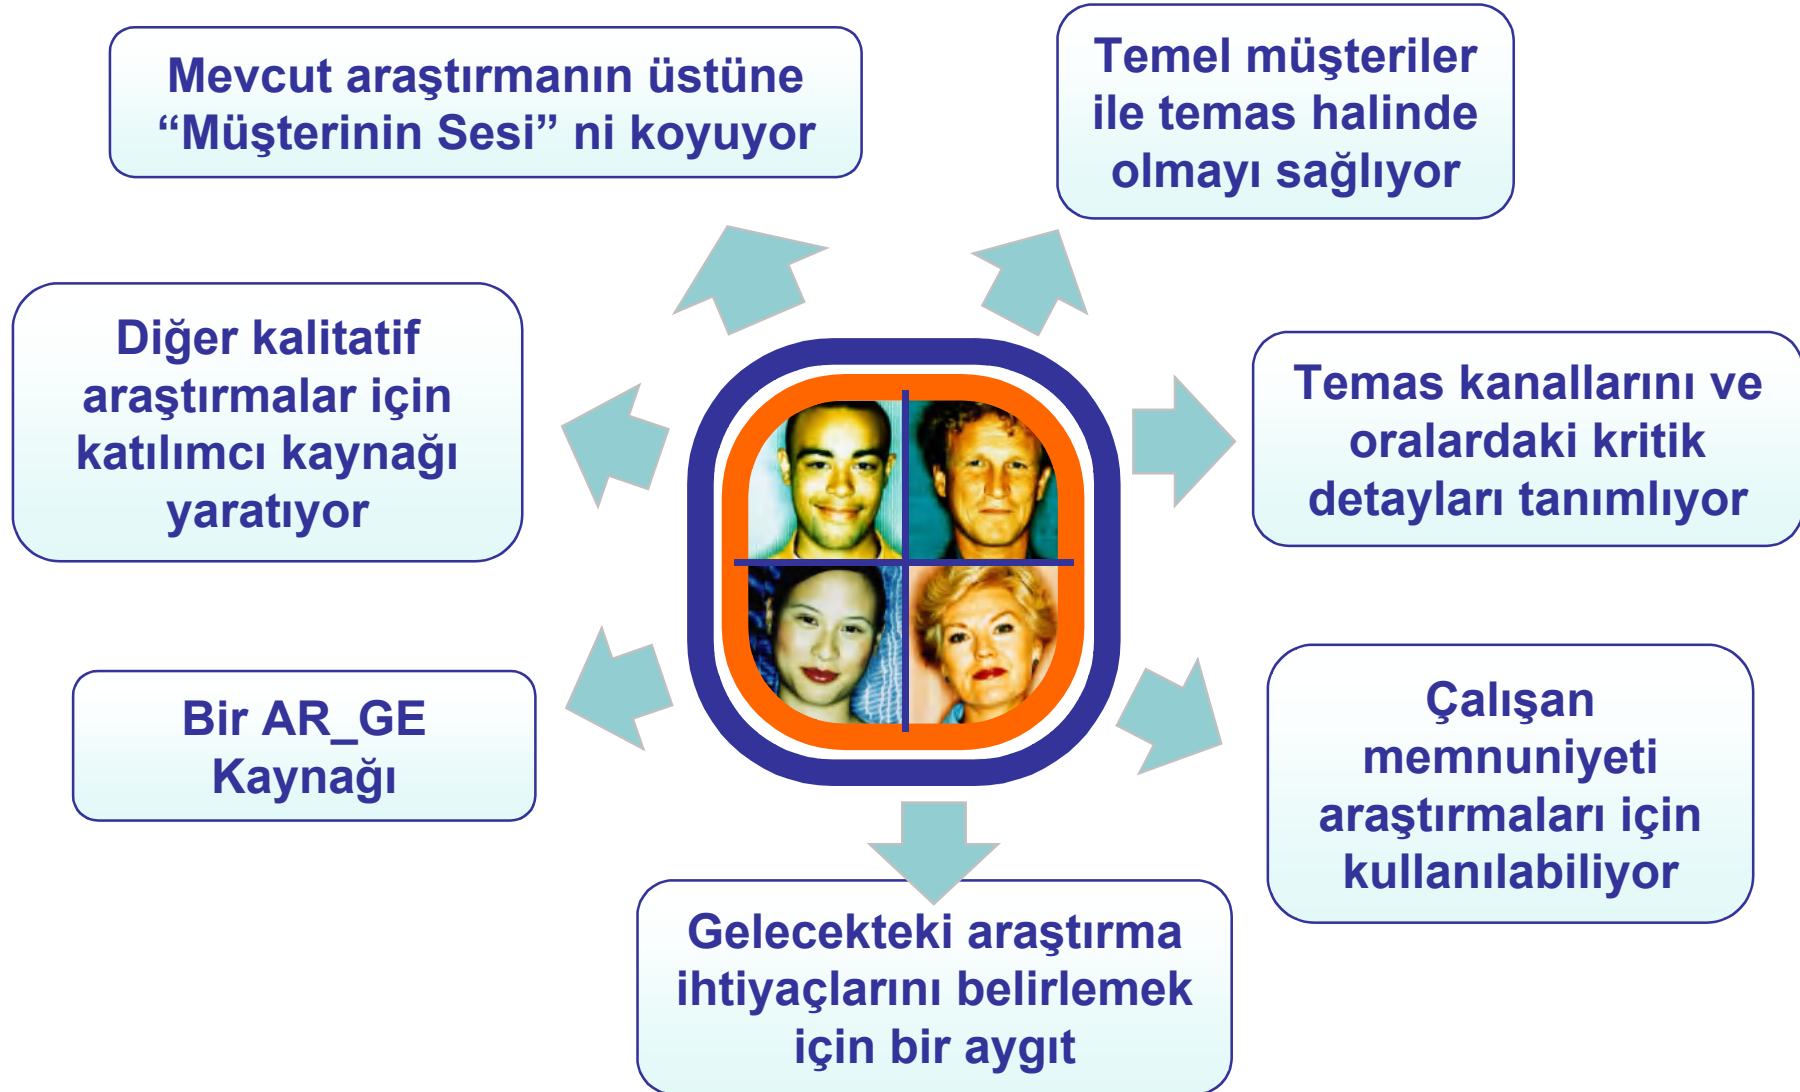 Mevcut araştırmanın üstüne
“Müşterinin Sesi” ni koyuyor
Temel müşteriler
ile temas halinde
olmayı sağlıyor
Diğer kalitatif
araştırmalar için
katılımcı kaynağı
yaratıyor
Temas kanallarını ve
oralardaki kritik
detayları tanımlıyor
Bir AR_GE
Kaynağı
Çalışan
memnuniyeti
araştırmaları için
kullanılabiliyor
Gelecekteki araştırma
ihtiyaçlarını belirlemek
için bir aygıt